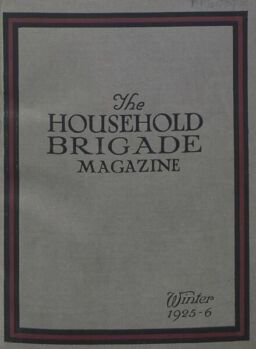 The
HOUSEHOLD
BRIGADE
MAGAZINE
Winter
1925-6